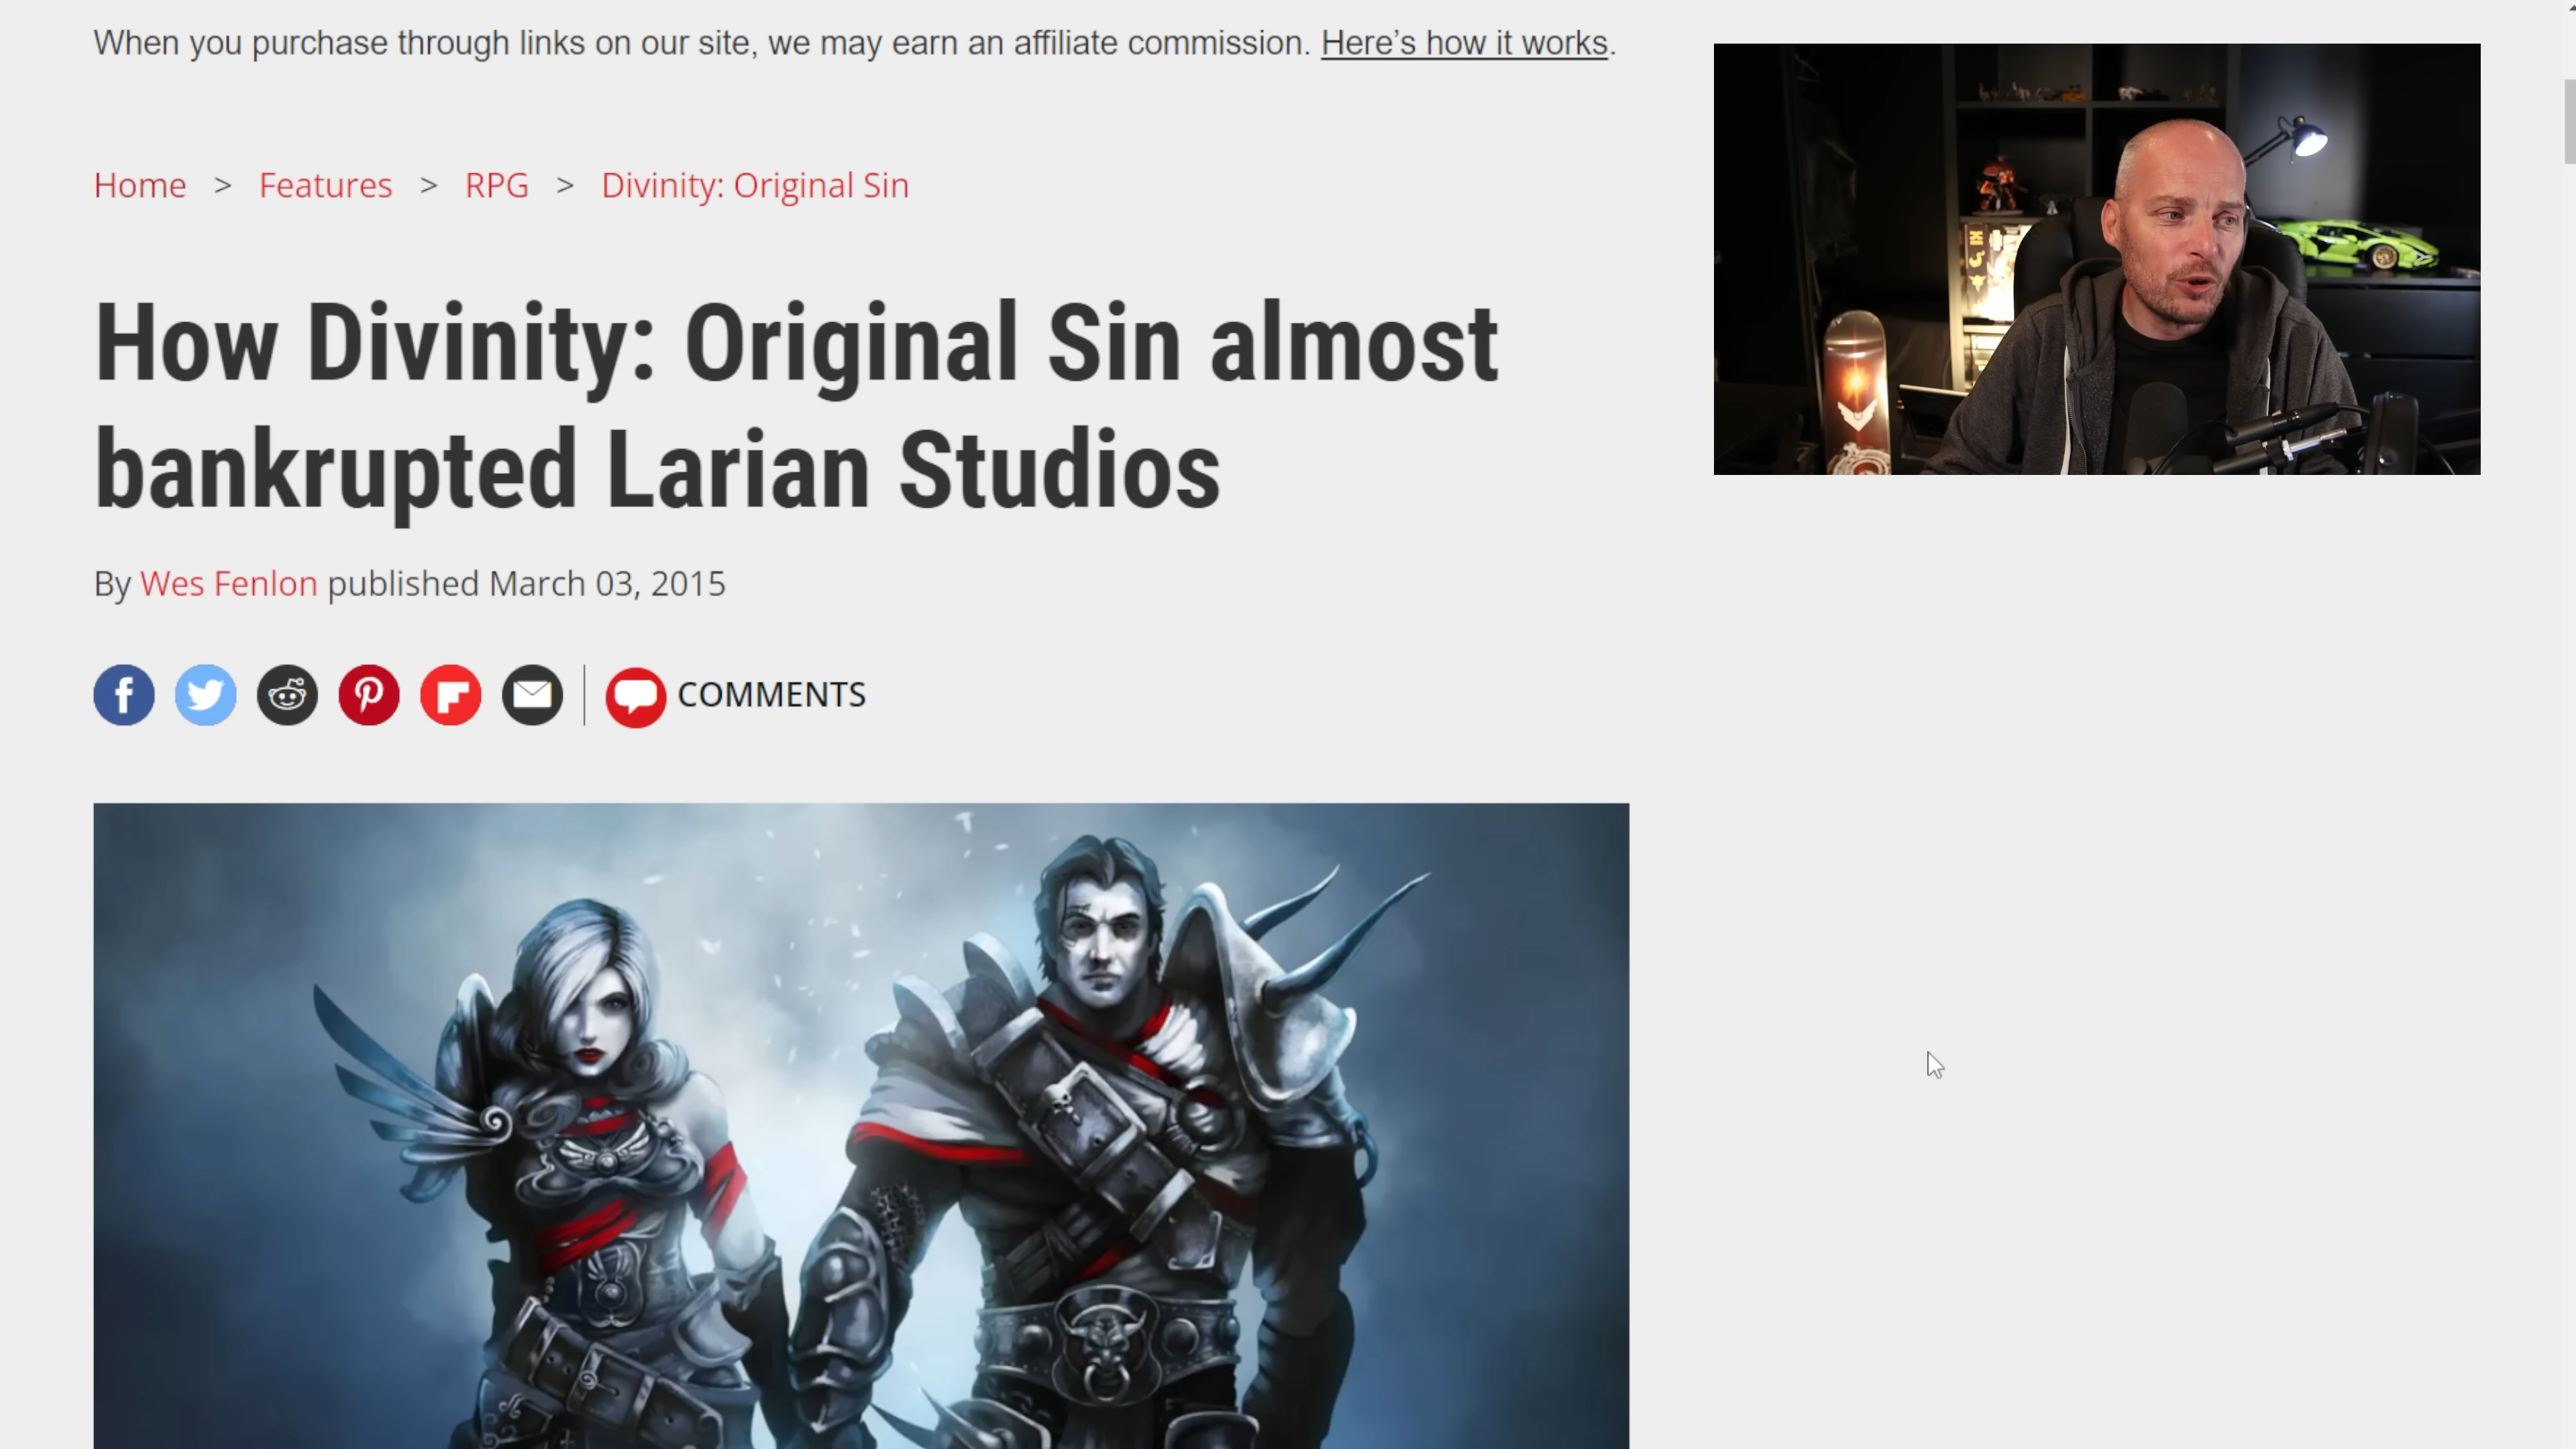 When you purchase through links on our site, we may earn an affiliate commission. Here’s how it works.
Home > Features > RPG > Divinity: Original Sin
How Divinity: Original Sin almost
bankrupted Larian Studios
By Wes Fenlon published March 03, 2015
COMMENTS